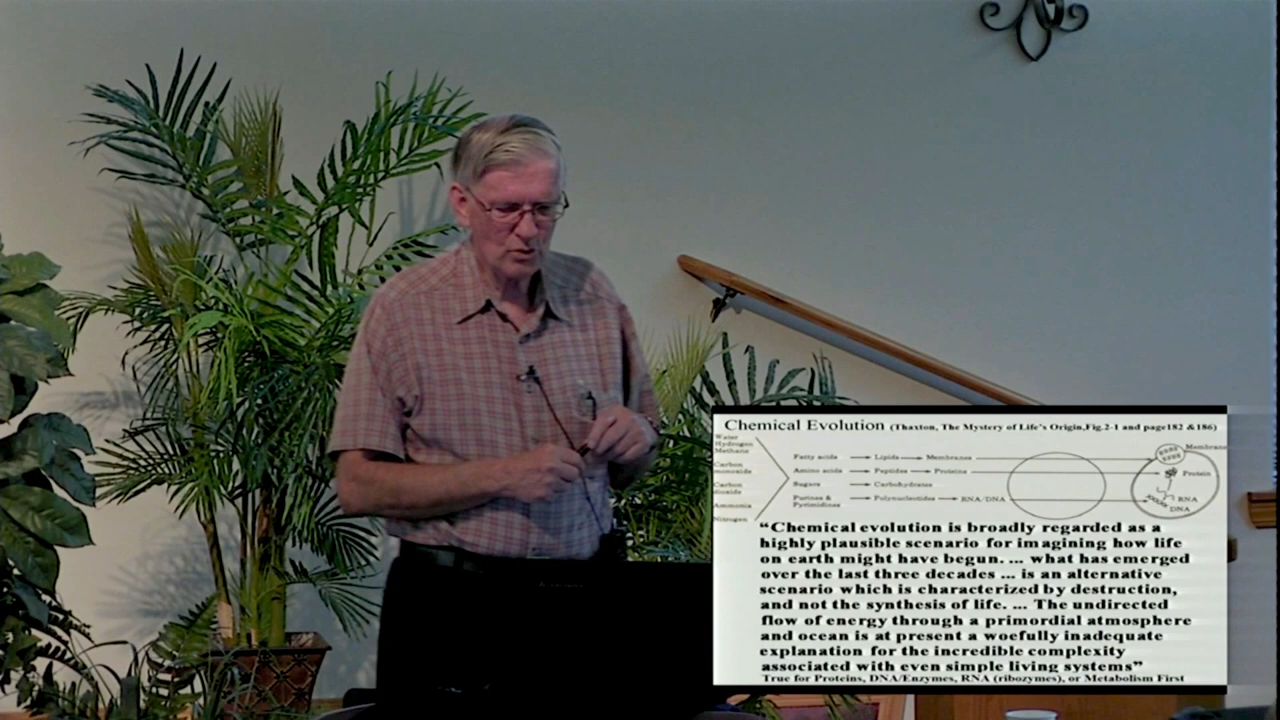 Chemical Evolution (Thaxton, The Mystery of Life's Origin,Fig.2-1 and page182 &186)
Water
Hydrogen
Methane
Carbon
monoxide
Carbon
dioxide
Ammonia
Nitrogen
Fatty acids Lipids Membranes
Amino acids Peptides Proteins
Sugars Carbohydrates
Purines & Polynucleotides RNA/DNA
Pyrimidines
Membrane
Protein
RNA
DNA
“Chemical evolution is broadly regarded as a
highly plausible scenario for imagining how life
on earth might have begun. ... what has emerged
over the last three decades ... is an alternative
scenario which is characterized by destruction,
and not the synthesis of life. ... The undirected
flow of energy through a primordial atmosphere
and ocean is at present a woefully inadequate
explanation for the incredible complexity
associated with even simple living systems”
True for Proteins, DNA/Enzymes, RNA (ribozymes), or Metabolism First